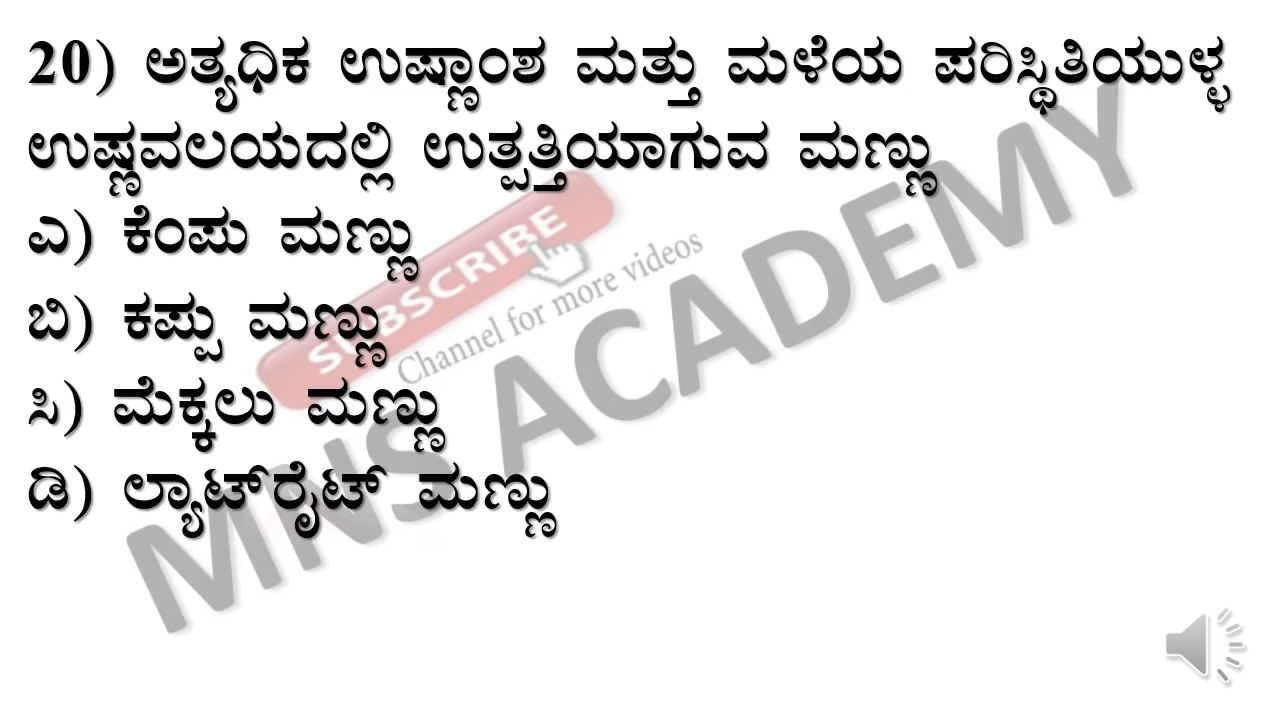 20) ಅತ್ಯಧಿಕ ಉಷ್ಣಾಂಶ ಮತ್ತು ಮಳೆಯ ಪರಿಸ್ಥಿತಿಯುಳ್ಳ
ಉಷ್ಣವಲಯದಲ್ಲಿ ಉತ್ಪತ್ತಿಯಾಗುವ ಮಣ್ಣು
ಎ) ಕೆಂಪು ಮಣ್ಣು
ಬಿ) ಕಪ್ಪು ಮಣ್ಣು
ಸಿ) ಮೆಕ್ಕಲು ಮಣ್ಣು
ಡಿ) ಲ್ಯಾಟ್‌ರೈಟ್ ಮಣ್ಣು
SUBSCRIBE
Channel for more videos
MNS ACADEMY